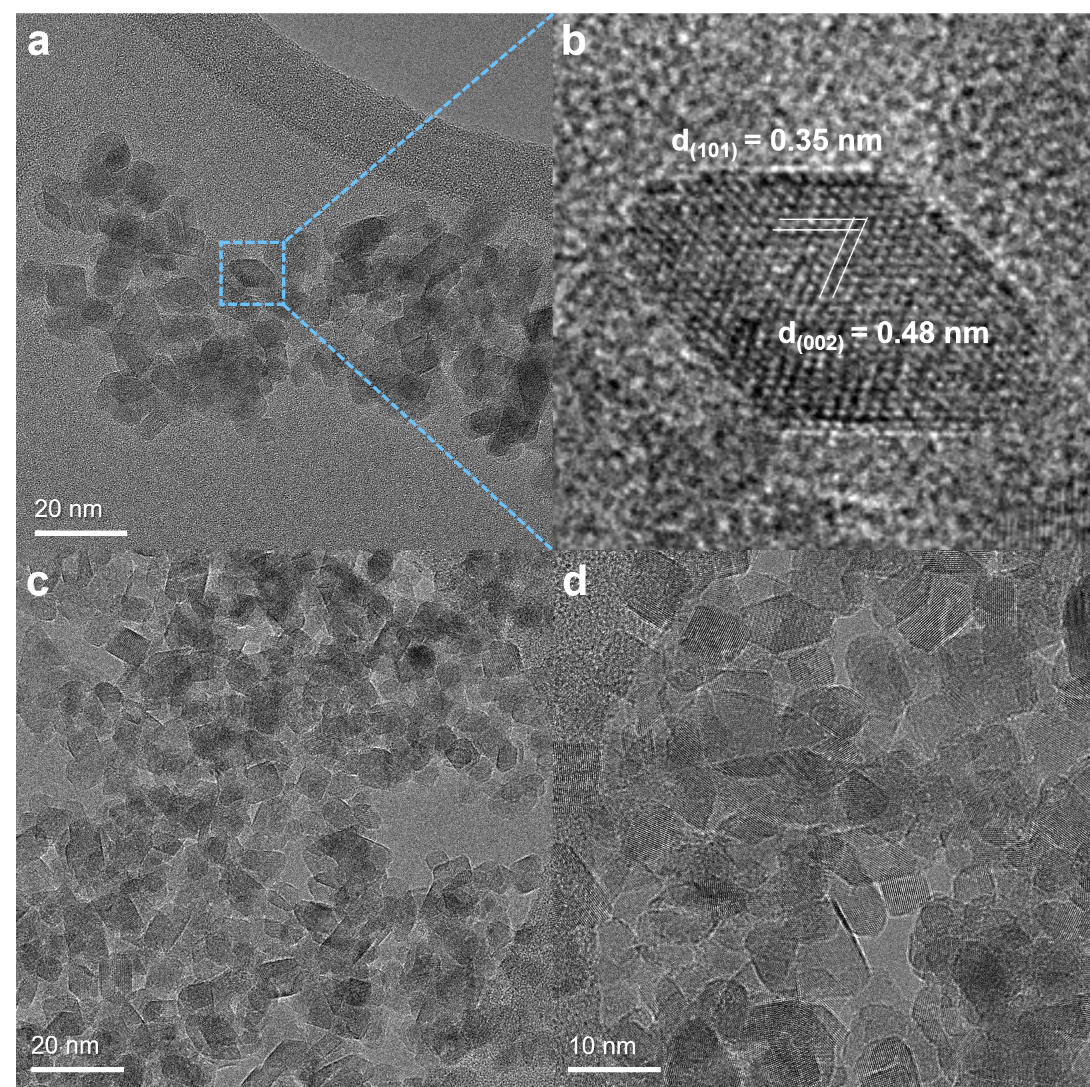 a
b
d(101) = 0.35 nm
d(002) = 0.48 nm
20 nm
c
d
20 nm
10 nm